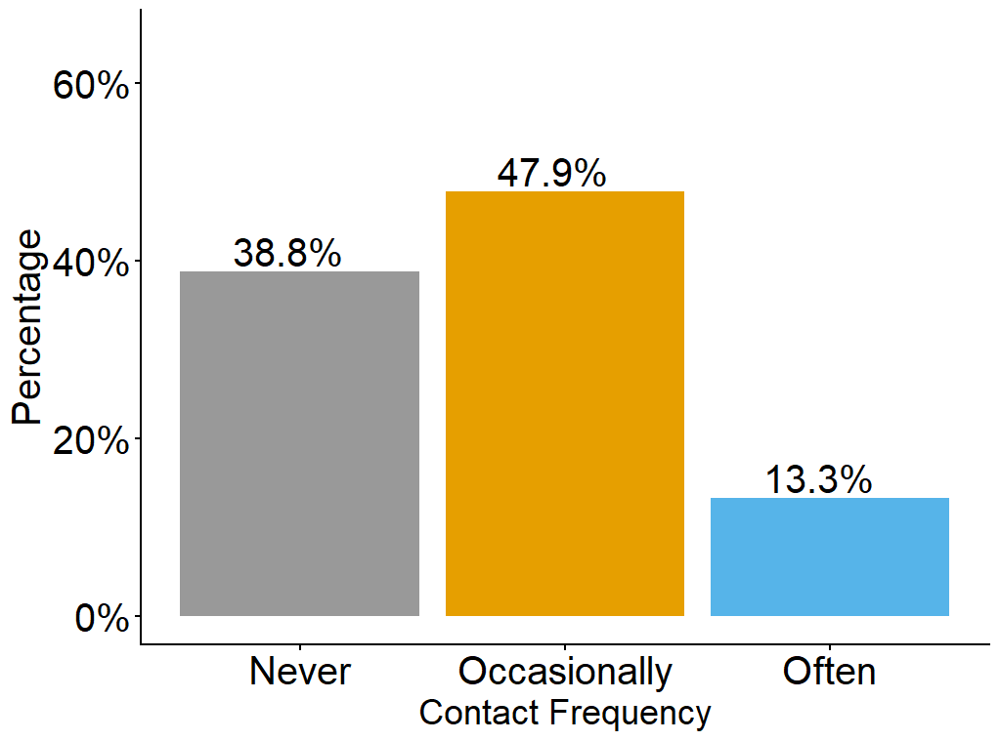 60%
47.9%
38.8%
40%
Percentage
20%
13.3%
0%
Never Occasionally Often
Contact Frequency